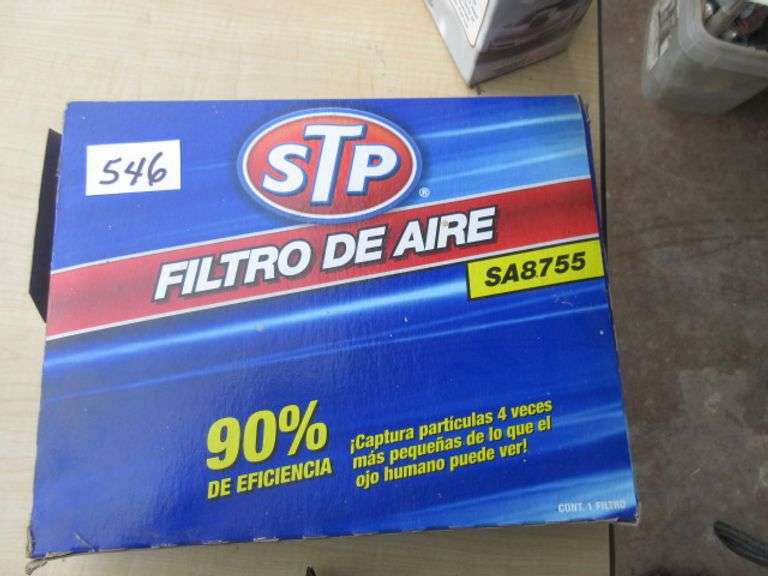 546
STP®
FILTRO DE AIRE
SA8755
90%
DE EFICIENCIA
¡Captura partículas 4 veces
más pequeñas de lo que el
ojo humano puede ver!
CONT. 1 FILTRO